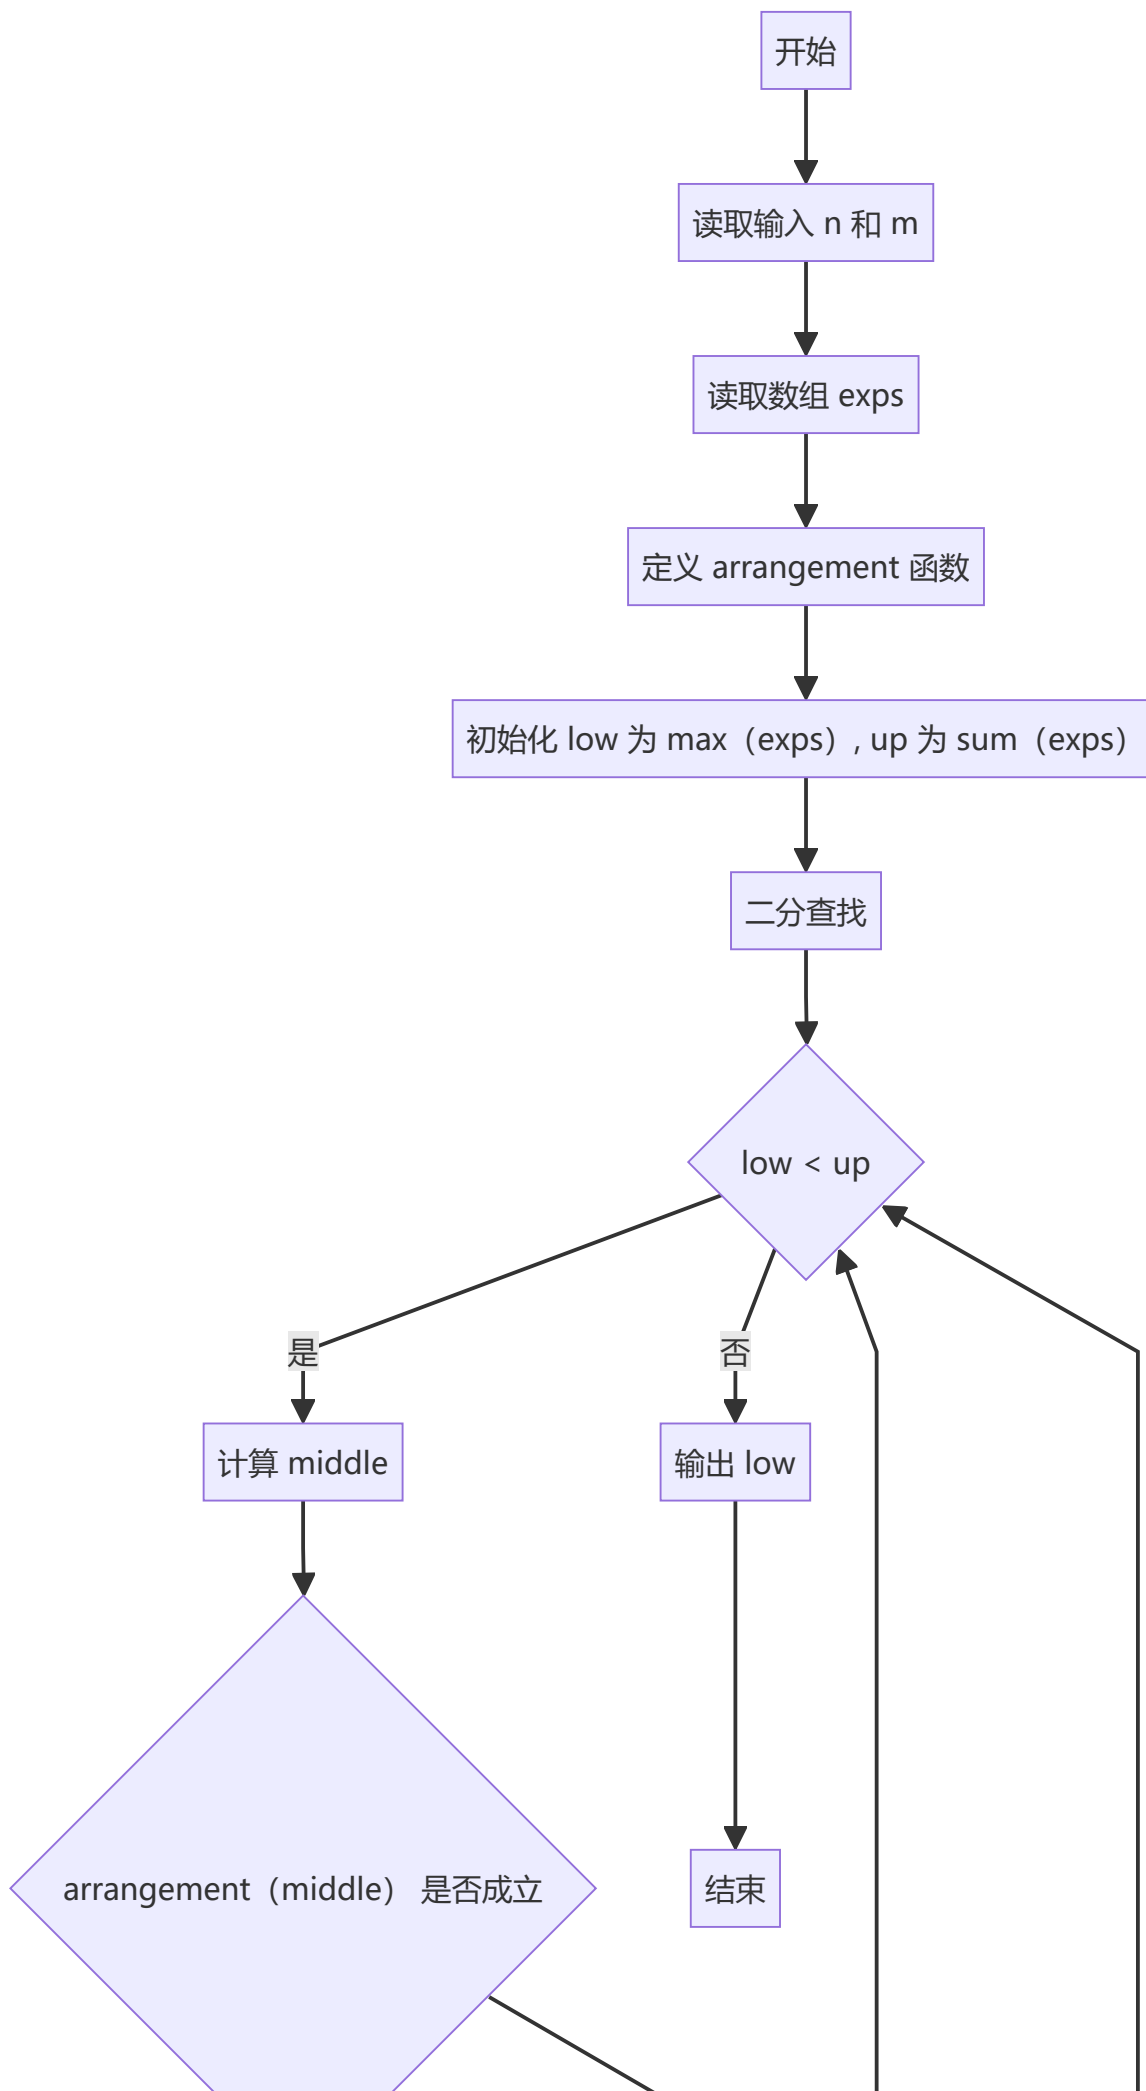 开始
读取输入 n 和 m
读取数组 exps
定义 arrangement 函数
初始化 low 为 max（exps）, up 为 sum（exps）
二分查找
low < up
是
否
计算 middle
输出 low
arrangement（middle） 是否成立
结束